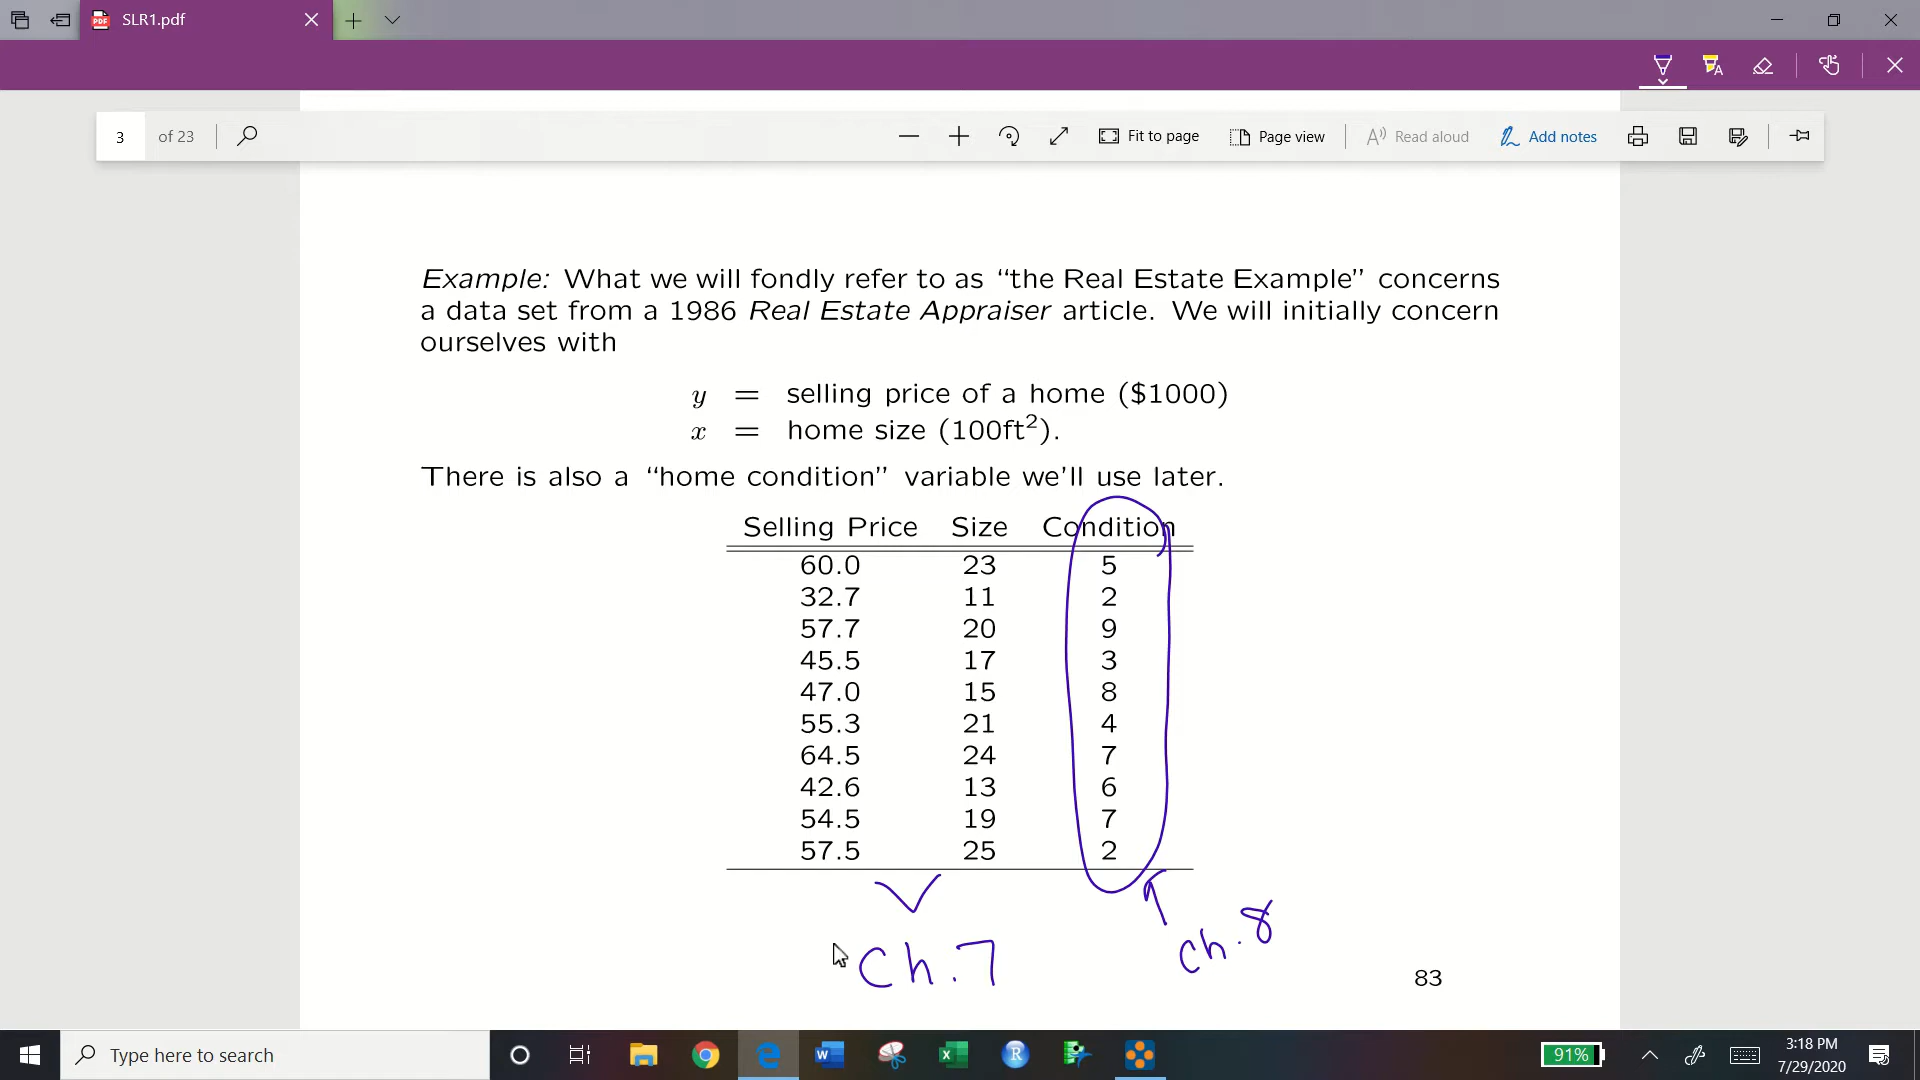 SLR1.pdf
3 of 23
Fit to page
Page view
Read aloud
Add notes
Example: What we will fondly refer to as “the Real Estate Example” concerns
a data set from a 1986 Real Estate Appraiser article. We will initially concern
ourselves with
y = selling price of a home ($1000)
x = home size (100ft²).
There is also a “home condition” variable we’ll use later.
Selling Price Size Condition
60.0 23 5
32.7 11 2
57.7 20 9
45.5 17 3
47.0 15 8
55.3 21 4
64.5 24 7
42.6 13 6
54.5 19 7
57.5 25 2
Ch. 7
Ch. 8
83
Type here to search
91%
3:18 PM
7/29/2020